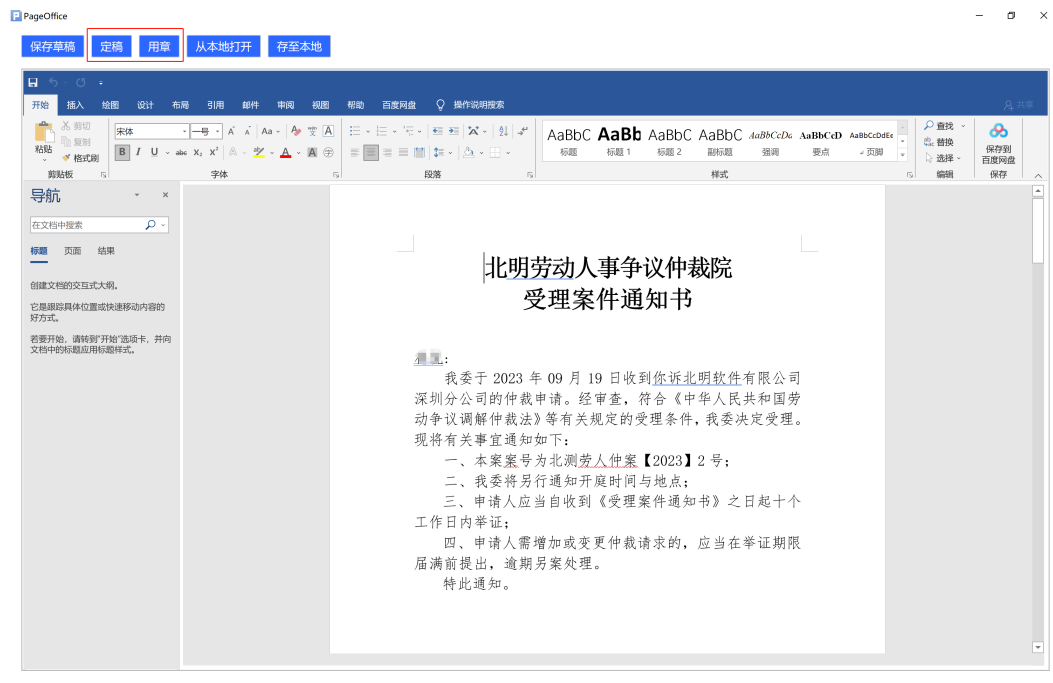 PageOffice
保存草稿 定稿 用章 从本地打开 存至本地
开始 插入 绘图 设计 布局 引用 邮件 审阅 视图 帮助 百度网盘 操作说明搜索 共享
粘贴 剪切 复制 格式刷
宋体 一号
AaBbC AaBb AaBbC AaBbC AaBbCcDa AaBbCcD AaBbCcDdEe
标题 标题 1 标题 2 副标题 强调 要点 页脚
查找 替换 选择
保存到
百度网盘
剪贴板 字体 段落 样式 编辑 保存
导航
在文档中搜索
标题 页面 结果
创建文档的交互式大纲。
它是跟踪具体位置或快速移动内容的
好方式。
若要开始，请转到"开始"选项卡，并向
文档中的标题应用标题样式。
北明劳动人事争议仲裁院
受理案件通知书
我委于 2023 年 09 月 19 日收到你诉北明软件有限公司
深圳分公司的仲裁申请。经审查，符合《中华人民共和国劳
动争议调解仲裁法》等有关规定的受理条件，我委决定受理。
现将有关事宜通知如下：
一、本案案号为北测劳人仲案【2023】2 号；
二、我委将另行通知开庭时间与地点；
三、申请人应当自收到《受理案件通知书》之日起十个
工作日内举证；
四、申请人需增加或变更仲裁请求的，应当在举证期限
届满前提出，逾期另案处理。
特此通知。